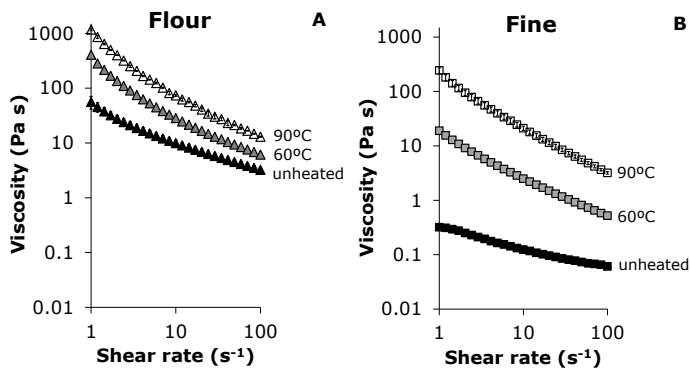 Flour
A
1000
100
10
1
0.1
0.01
Viscosity (Pa s)
90ºC
60ºC
unheated
1
10
100
Shear rate (s⁻¹)
Fine
B
1000
100
10
1
0.1
0.01
Viscosity (Pa s)
90ºC
60ºC
unheated
1
10
100
Shear rate (s⁻¹)